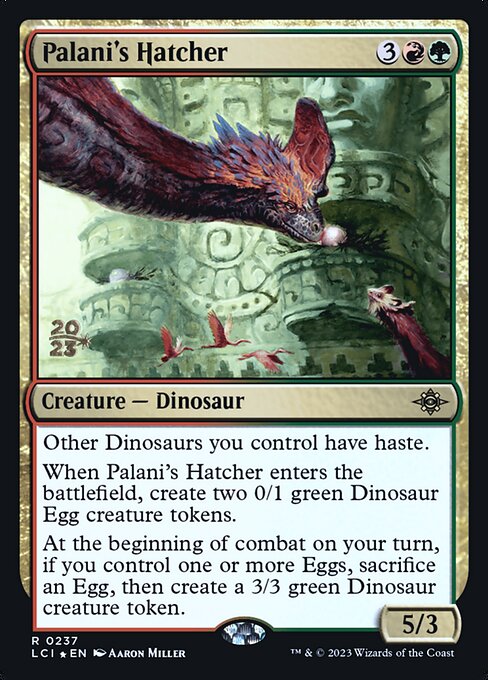 Palani's Hatcher 3
20
23
Creature — Dinosaur
Other Dinosaurs you control have haste.
When Palani's Hatcher enters the
battlefield, create two 0/1 green Dinosaur
Egg creature tokens.
At the beginning of combat on your turn,
if you control one or more Eggs, sacrifice
an Egg, then create a 3/3 green Dinosaur
creature token.
5/3
R 0237
LCI ★ EN Aaron Miller
™ & © 2023 Wizards of the Coast